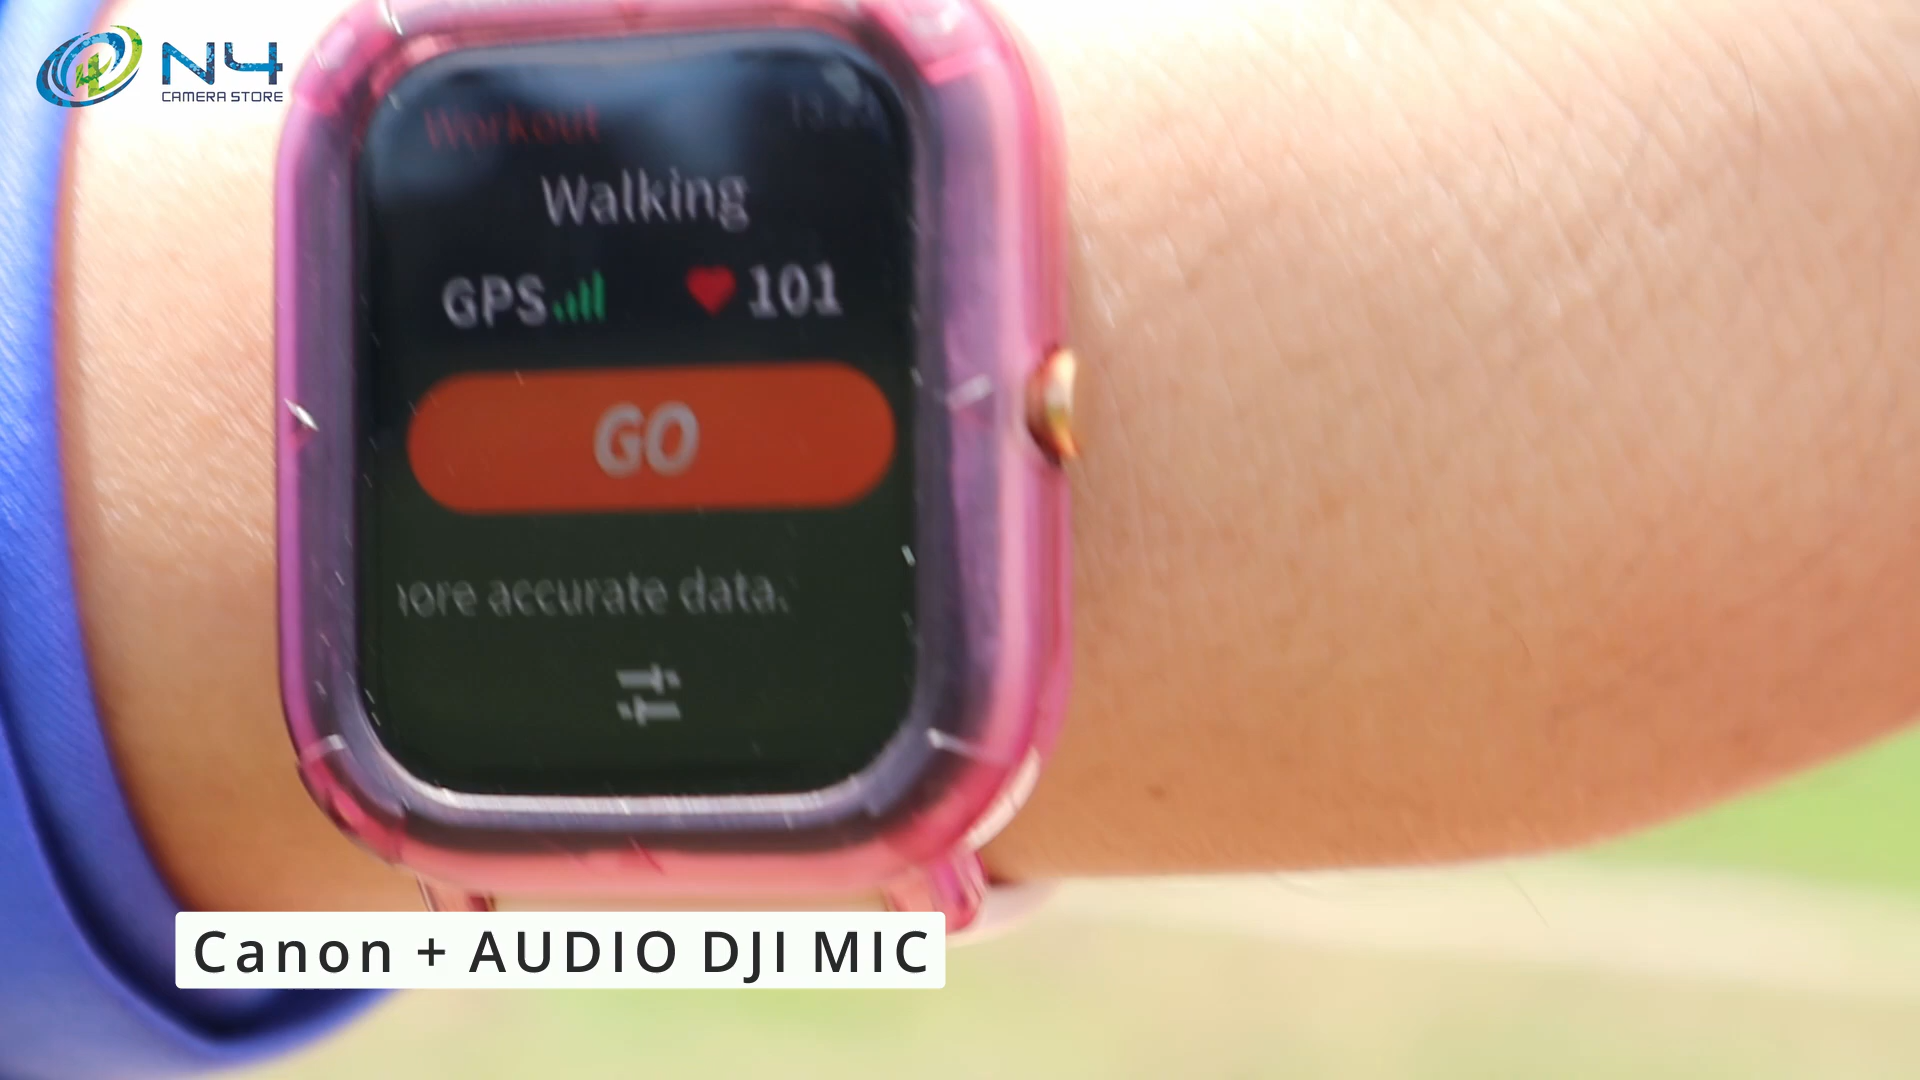 N4
CAMERA STORE
Workout
Walking
GPS 101
GO
ore accurate data.
Canon + AUDIO DJI MIC